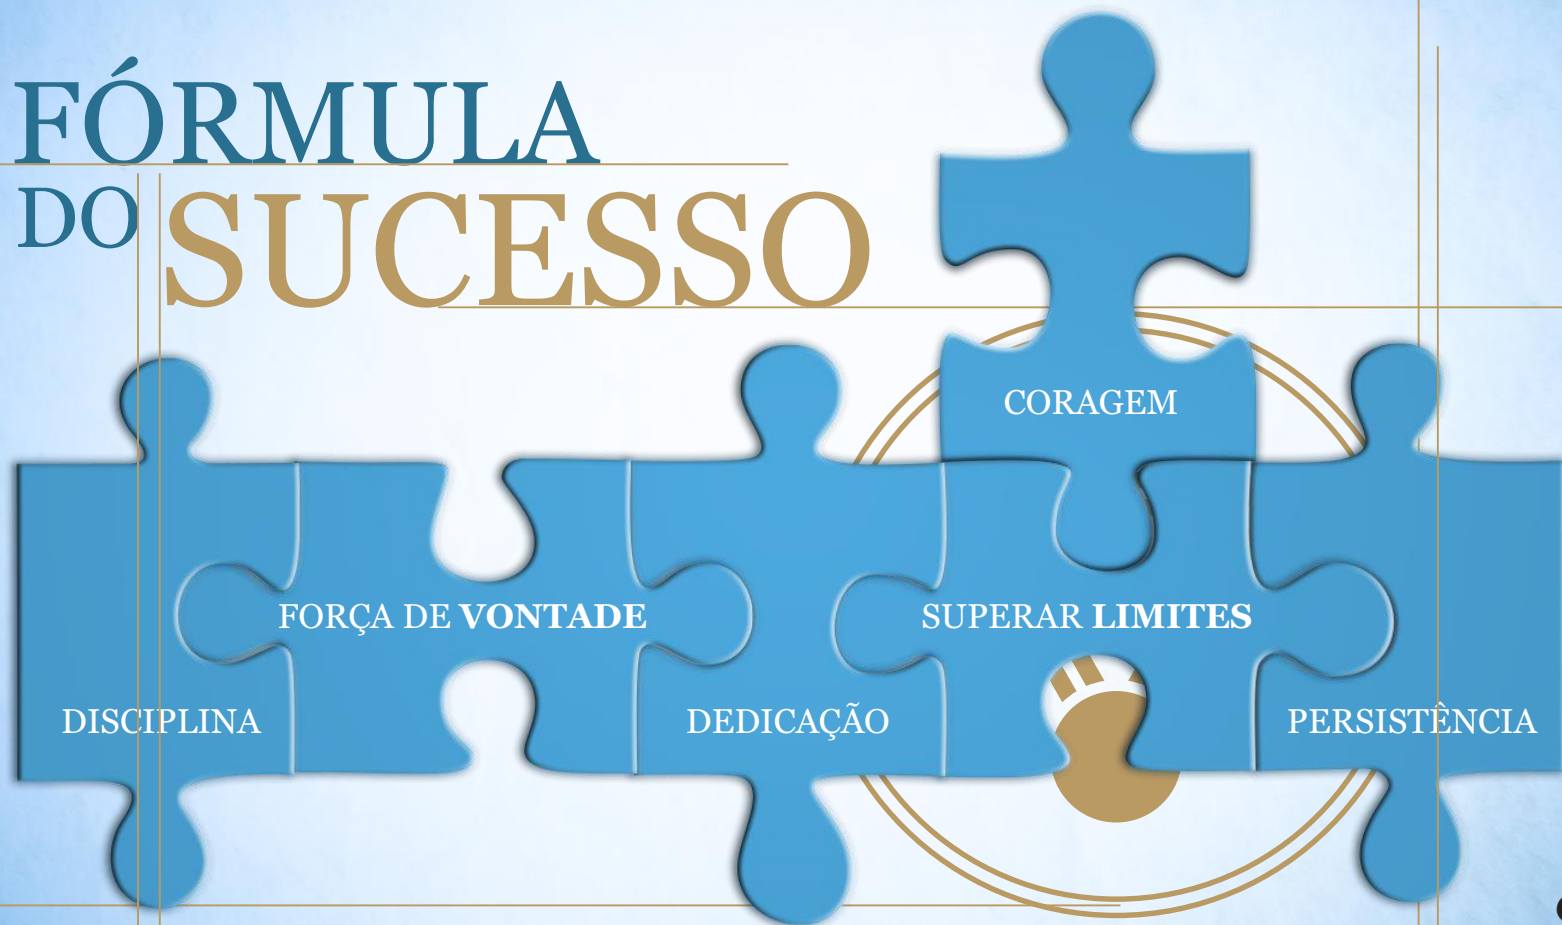 FÓRMULA
DO SUCESSO
CORAGEM
FORÇA DE VONTADE
SUPERAR LIMITES
DISCIPLINA
DEDICAÇÃO
PERSISTÊNCIA